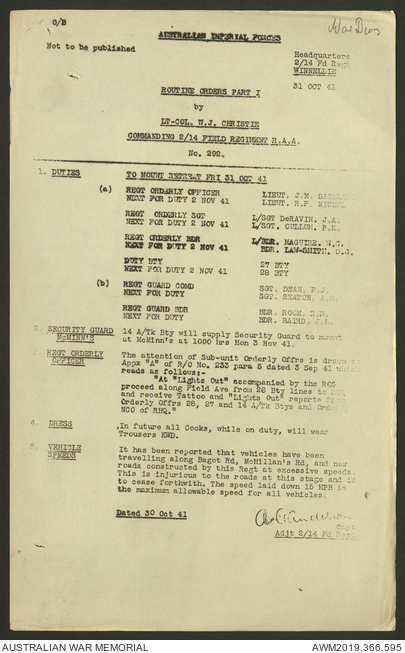 C/B
War Diary
AUSTRALIAN IMPERIAL FORCES
Not to be published
Headquarters
2/14 Fd Regt
WINNELLIE
31 OCT 41
ROUTINE ORDERS PART I
by
LT-COL. W.J. CHRISTIE
COMMANDING 2/14 FIELD REGIMENT R.A.A.
No. 292.
1. DUTIES TO MOUNT RETREAT FRI 31 OCT 41
(a) REGT ORDERLY OFFICER LIEUT. J.M.
NEXT FOR DUTY 2 NOV 41 LIEUT. R.F.
REGT ORDERLY SGT L/SGT DeRAVIN, J.A.
NEXT FOR DUTY 2 NOV 41 L/SGT. CULLUM, P.N.
REGT ORDERLY BDR L/BDR. MAGUIRE,
NEXT FOR DUTY 2 NOV 41 BDR. LAW-SMITH, D.J.
DUTY BTY 27 BTY
NEXT FOR DUTY 2 NOV 41 28 BTY
(b) REGT GUARD COMD SGT. DEAN,
NEXT FOR DUTY SGT. SEATON,
REGT GUARD BDR BDR. ROOM,
NEXT FOR DUTY BDR. BAIRD,
2. SECURITY GUARD 14 A/Tk Bty will supply Security Guard to mount
McMINN'S at McMinn's at 1000 hrs Mon 3 Nov 41.
REGT ORDERLY The attention of Sub-unit Orderly Offrs is drawn to
OFFICER Appx "A" of R/O No. 233 para 5 dated 3 Sep 41 which
reads as follows:-
"At "Lights Out" accompanied by the ROS
proceed along Field Ave from 28 Bty lines to
and receive Tattoo and "Lights Out" reports from
Orderly Offrs 28, 27 and 14 A/Tk Btys and Orderly
NCO of RHQ."
4. DRESS In future all Cooks, while on duty, will wear
Trousers KWD.
5. VEHICLE It has been reported that vehicles have been
SPEEDS travelling along Bagot Rd, McMillan's Rd, and new
roads constructed by this Regt at excessive speeds.
This is injurious to the roads at this stage and is
to cease forthwith. The speed laid down 15 MPH is
the maximum allowable speed for all vehicles.
Dated 30 Oct 41
Capt
Adjt 2/14 Fd Regt
AUSTRALIAN WAR MEMORIAL
AWM2019.366.595